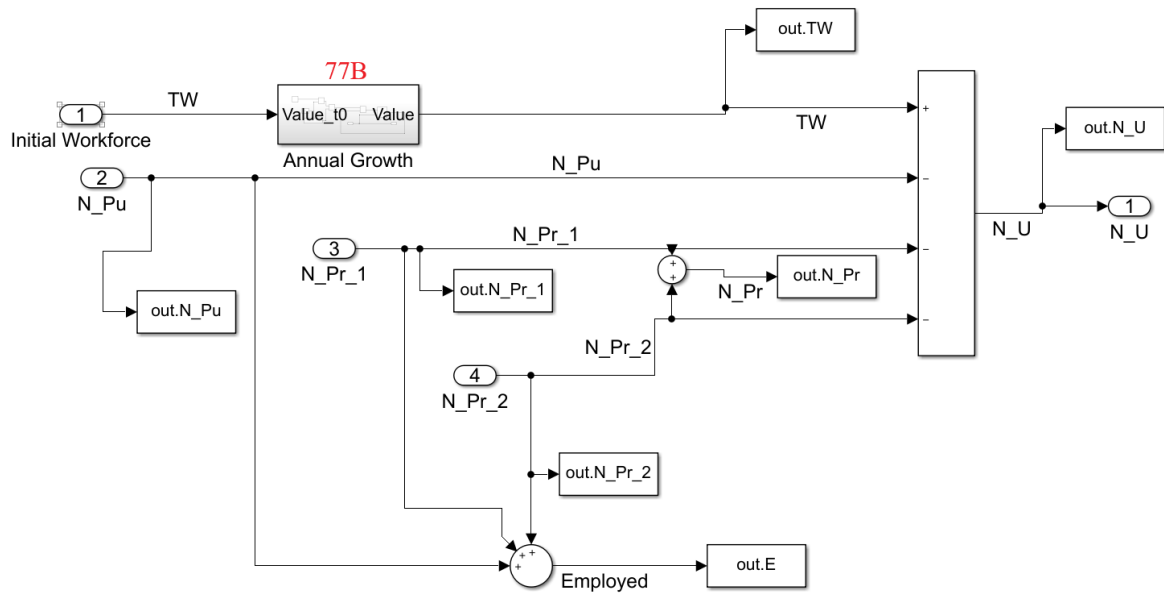 out.TW
77B
TW
1
Value_t0 Value
+
TW
Initial Workforce
Annual Growth
out.N_U
N_Pu
2
−
N_Pu
1
N_U
N_U
N_Pr_1
3
−
N_Pr_1
+
+
out.N_Pr
N_Pr
out.N_Pr_1
out.N_Pu
−
N_Pr_2
4
N_Pr_2
out.N_Pr_2
+ +
+
out.E
Employed